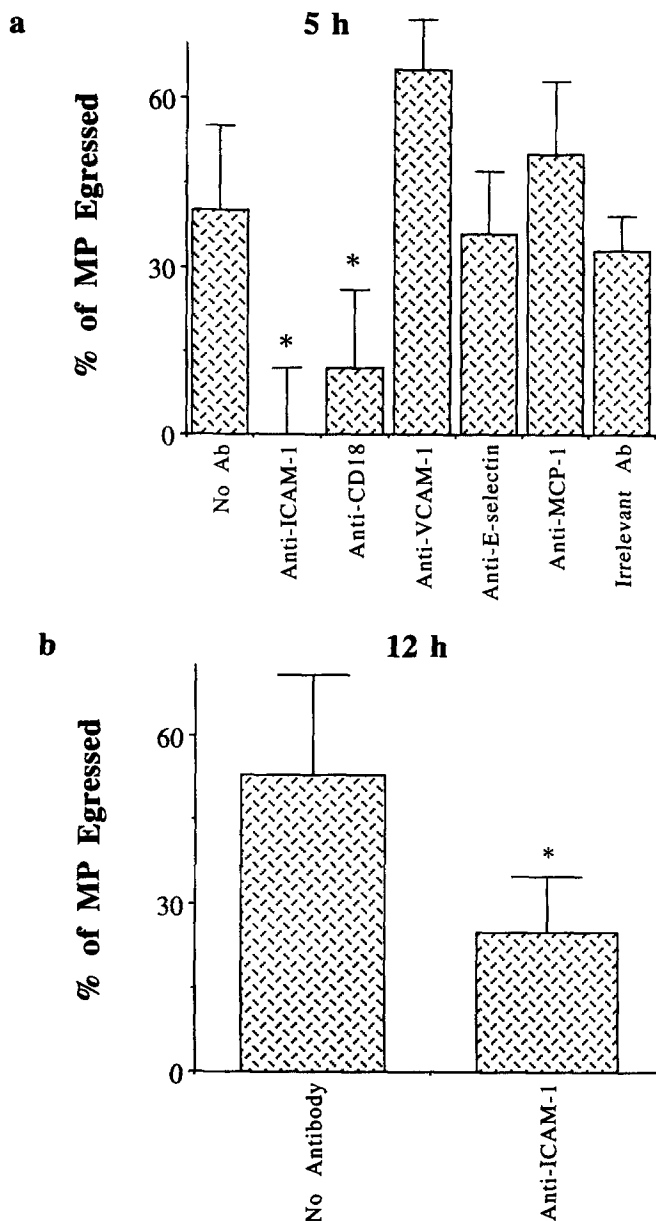 a
5 h
% of MP Egressed
60
30
0
*
*
No Ab
Anti-ICAM-1
Anti-CD18
Anti-VCAM-1
Anti-E-selectin
Anti-MCP-1
Irrelevant Ab
b
12 h
% of MP Egressed
60
30
0
*
No Antibody
Anti-ICAM-1